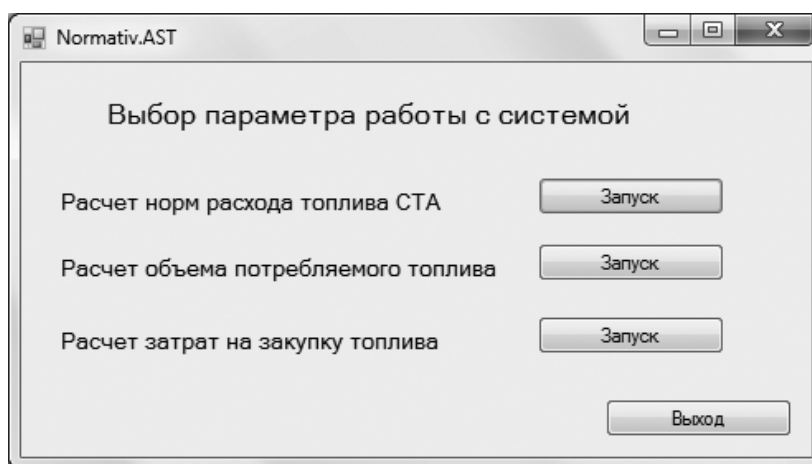 Normativ.AST
Выбор параметра работы с системой
Расчет норм расхода топлива СТА
Запуск
Расчет объема потребляемого топлива
Запуск
Расчет затрат на закупку топлива
Запуск
Выход